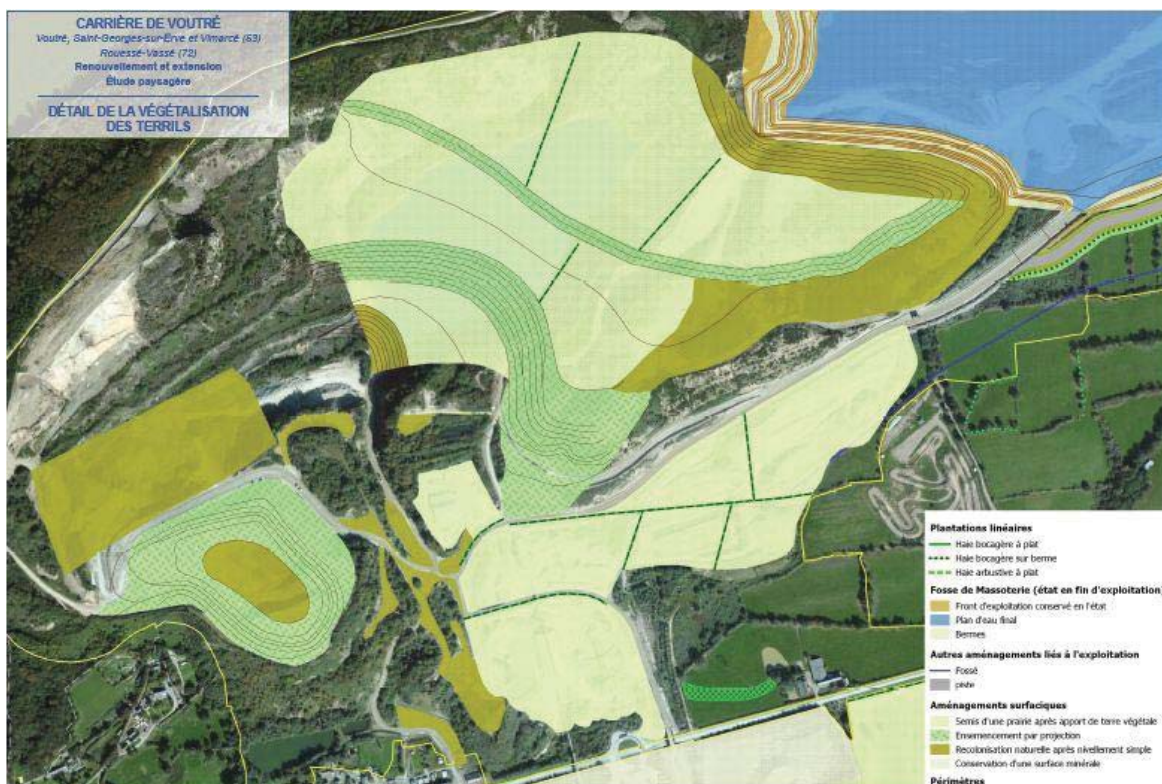 CARRIÈRE DE VOUTRÉ
Voutré, Saint-Georges-sur-Erve et Vimarcé (53)
Rouessé-Vassé (72)
Renouvellement et extension
Étude paysagère
DÉTAIL DE LA VÉGÉTALISATION
DES TERRILS
Plantations linéaires
Haie bocagère à plat
Haie bocagère sur berme
Haie arbustive à plat
Fosse de Massoterie (état en fin d'exploitation)
Front d'exploitation conservé en l'état
Plan d'eau final
Bermes
Autres aménagements liés à l'exploitation
Fossé
piste
Aménagements surfaciques
Semis d'une prairie après apport de terre végétale
Ensemencement par projection
Recolonisation naturelle après nivellement simple
Conservation d'une surface minérale
Périmètres